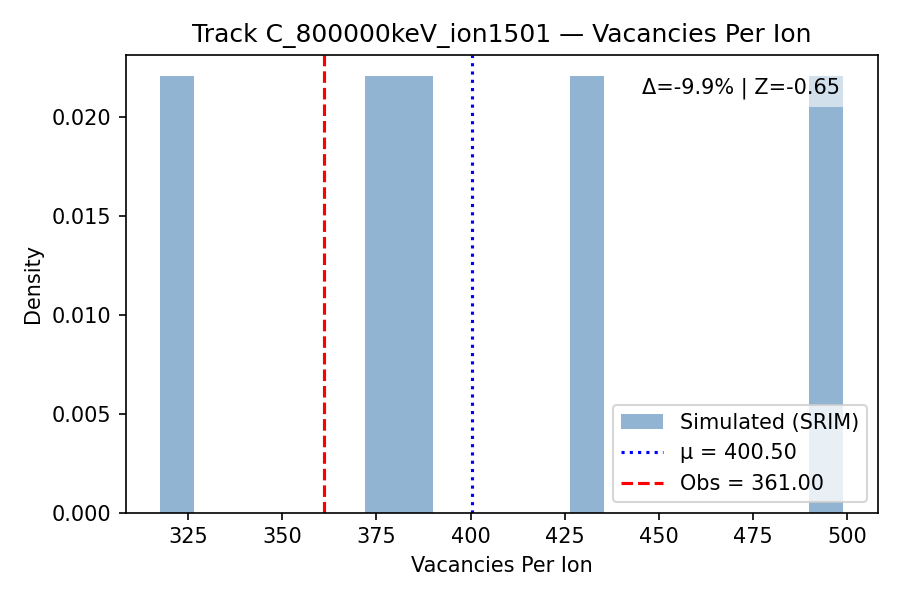 Track C_800000keV_ion1501 — Vacancies Per Ion
Δ=-9.9% | Z=-0.65
Density
0.020
0.015
0.010
0.005
0.000
Simulated (SRIM)
μ = 400.50
Obs = 361.00
325 350 375 400 425 450 475 500
Vacancies Per Ion